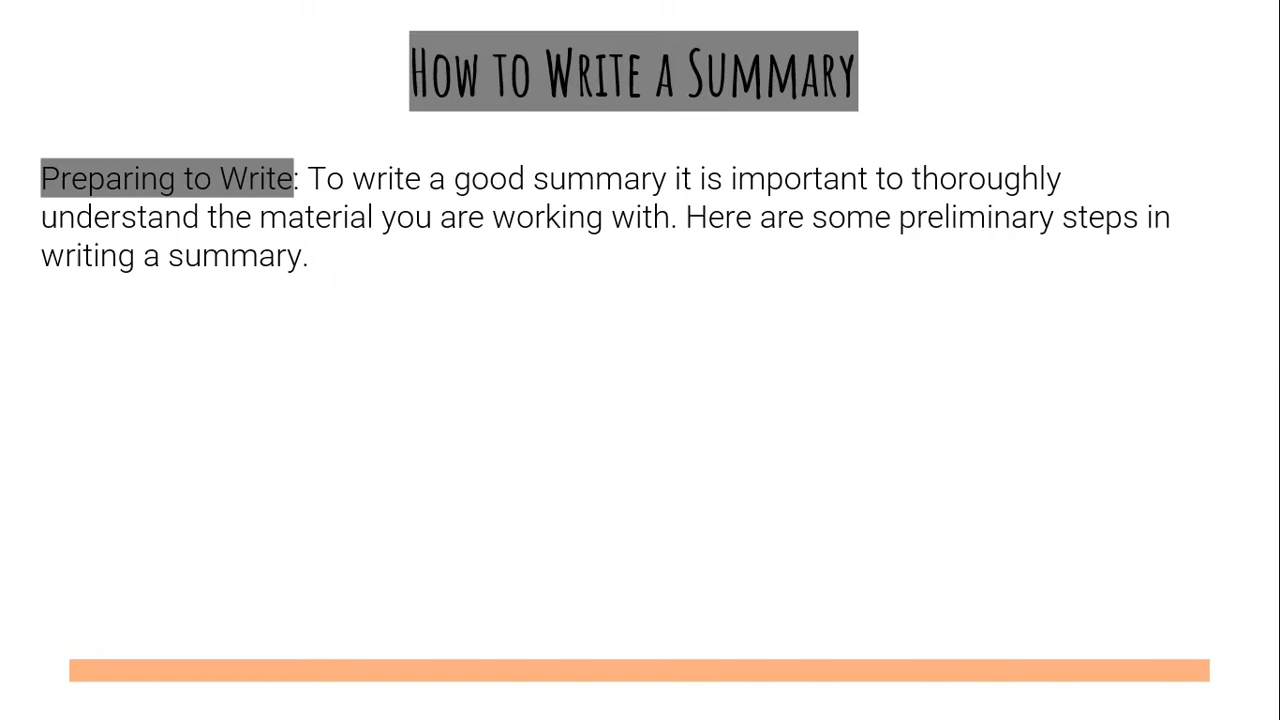 How to Write a Summary
Preparing to Write: To write a good summary it is important to thoroughly
understand the material you are working with. Here are some preliminary steps in
writing a summary.